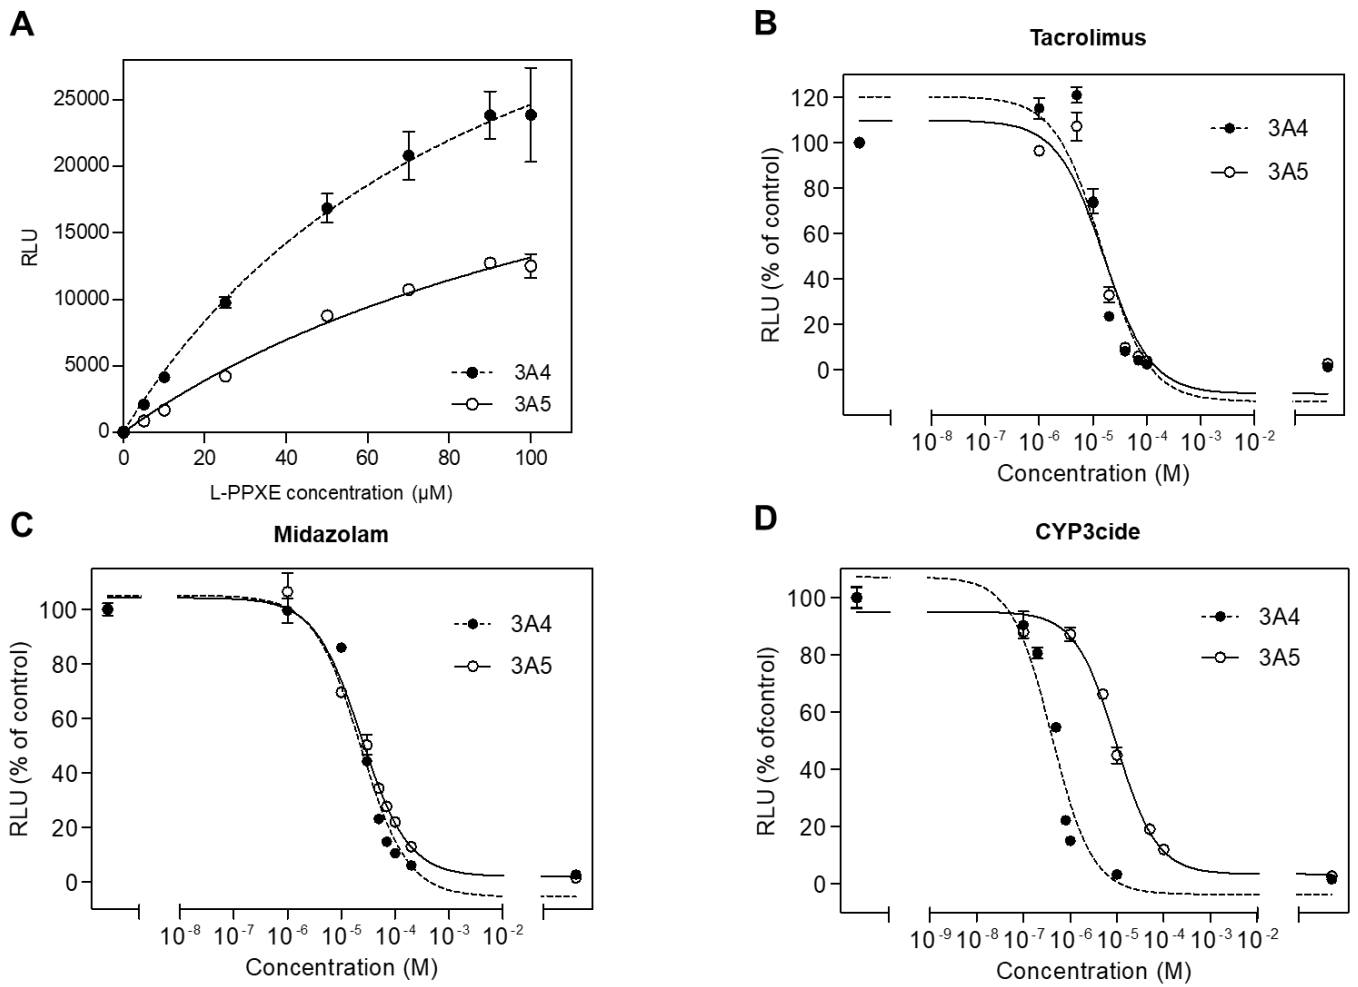 A
RLU
25000
20000
15000
10000
5000
0
0 20 40 60 80 100
L-PPXE concentration (µM)
3A4
3A5
B
Tacrolimus
RLU (% of control)
120
100
80
60
40
20
0
10-8 10-7 10-6 10-5 10-4 10-3 10-2
Concentration (M)
3A4
3A5
C
Midazolam
RLU (% of control)
100
80
60
40
20
0
10-8 10-7 10-6 10-5 10-4 10-3 10-2
Concentration (M)
3A4
3A5
D
CYP3cide
RLU (% ofcontrol)
100
80
60
40
20
0
10-9 10-8 10-7 10-6 10-5 10-4 10-3 10-2
Concentration (M)
3A4
3A5